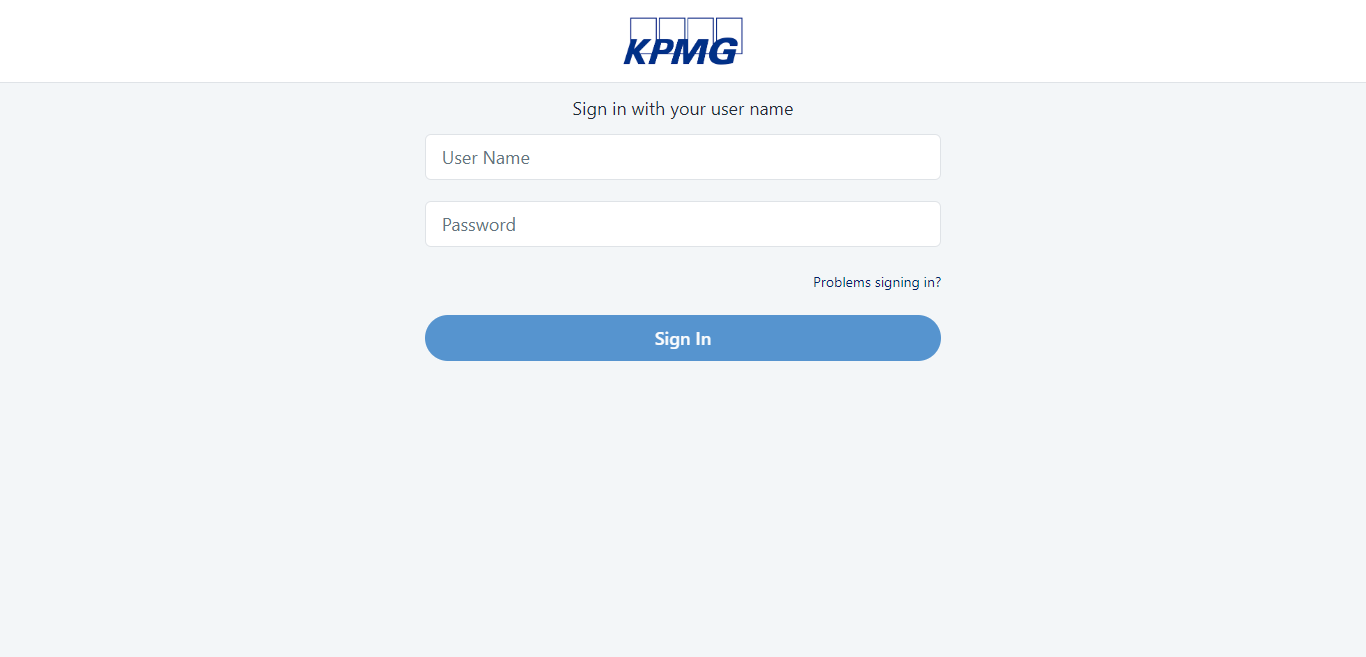 KPMG
Sign in with your user name
User Name
Password
Problems signing in?
Sign In